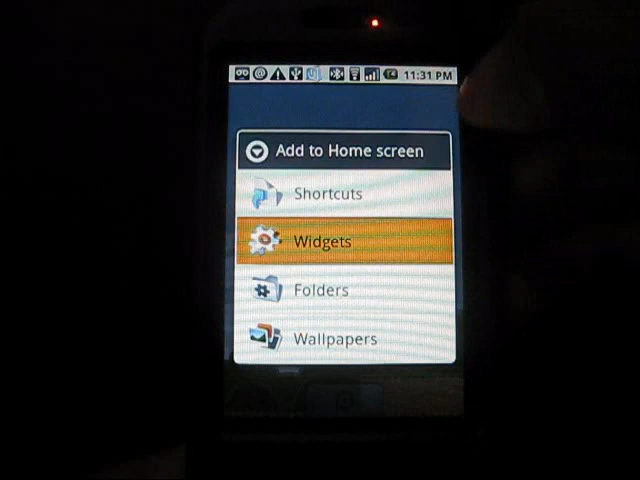 11:31 PM
Add to Home screen
Shortcuts
Widgets
Folders
Wallpapers